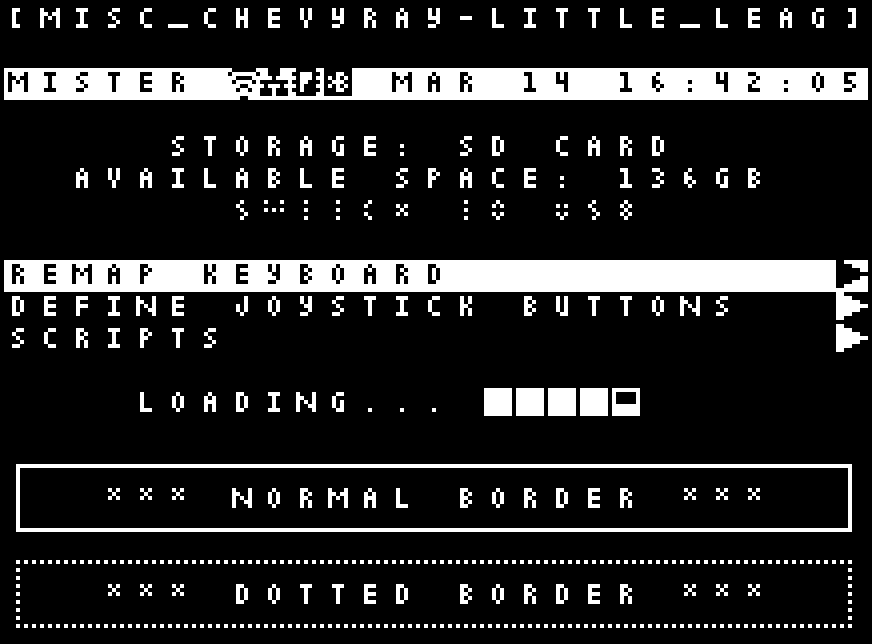 [MISC_CHEVYRAY-LITTLE_LEAG]
MISTER MAR 14 16:42:05
STORAGE: SD CARD
AVAILABLE SPACE: 136GB
REMAP KEYBOARD
DEFINE JOYSTICK BUTTONS
SCRIPTS
LOADING...
*** NORMAL BORDER ***
*** DOTTED BORDER ***